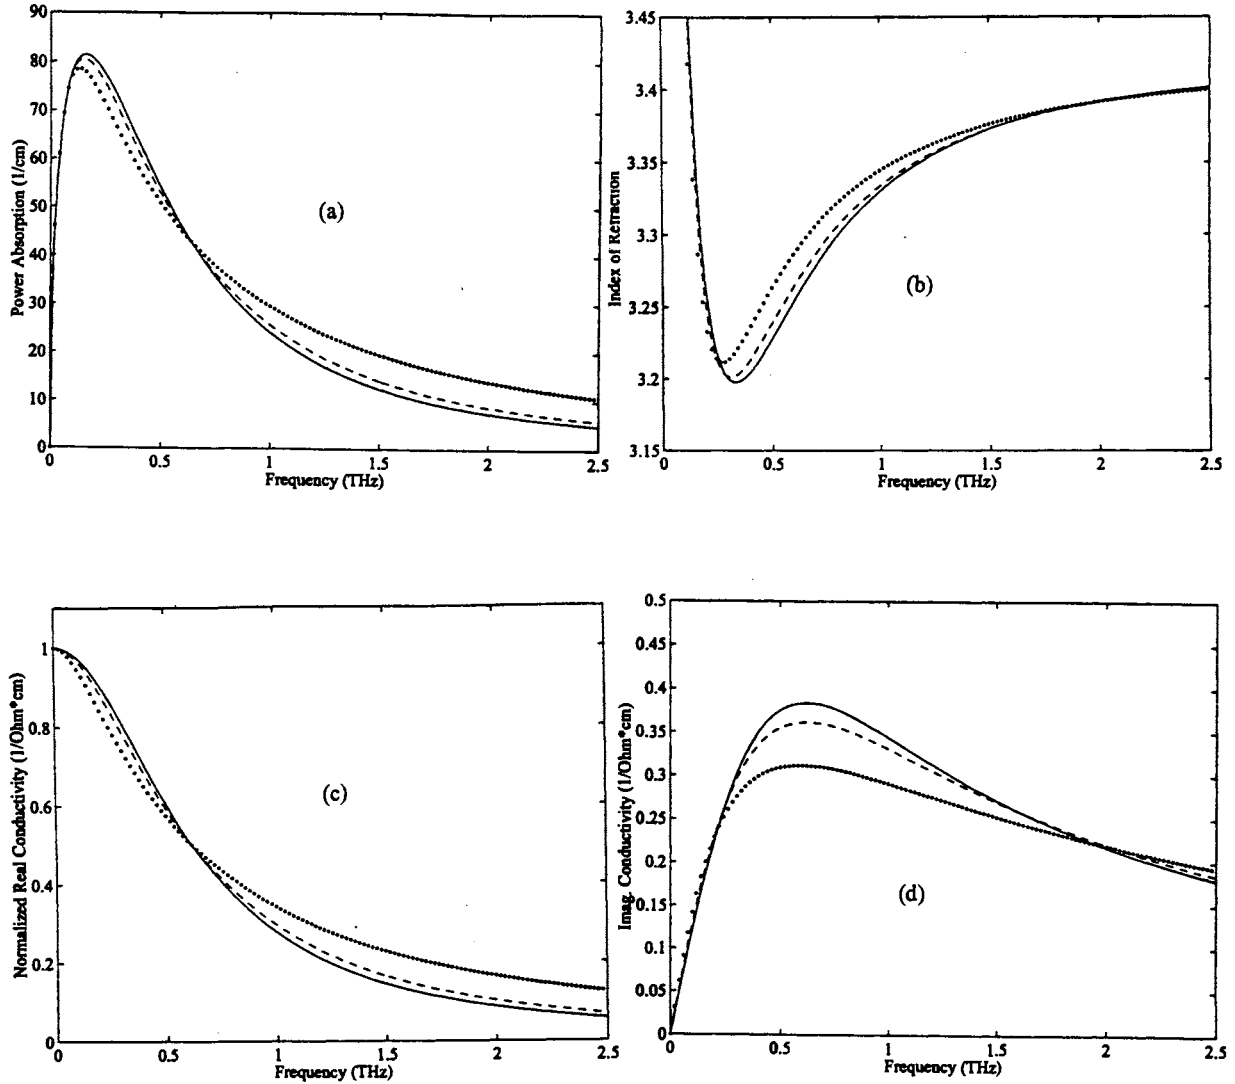 90
80
70
60
50
40
30
20
10
0
Power Absorption (1/cm)
(a)
0.5 1 1.5 2 2.5
Frequency (THz)
3.45
3.4
3.35
3.3
3.25
3.2
3.15
Index of Refraction
(b)
0.5 1 1.5 2 2.5
Frequency (THz)
1
0.8
0.6
0.4
0.2
0
Normalized Real Conductivity (1/Ohm*cm)
(c)
0 0.5 1 1.5 2 2.5
Frequency (THz)
0.5
0.45
0.4
0.35
0.3
0.25
0.2
0.15
0.1
0.05
0
Imag. Conductivity (1/Ohm*cm)
(d)
0 0.5 1 1.5 2 2.5
Frequency (THz)